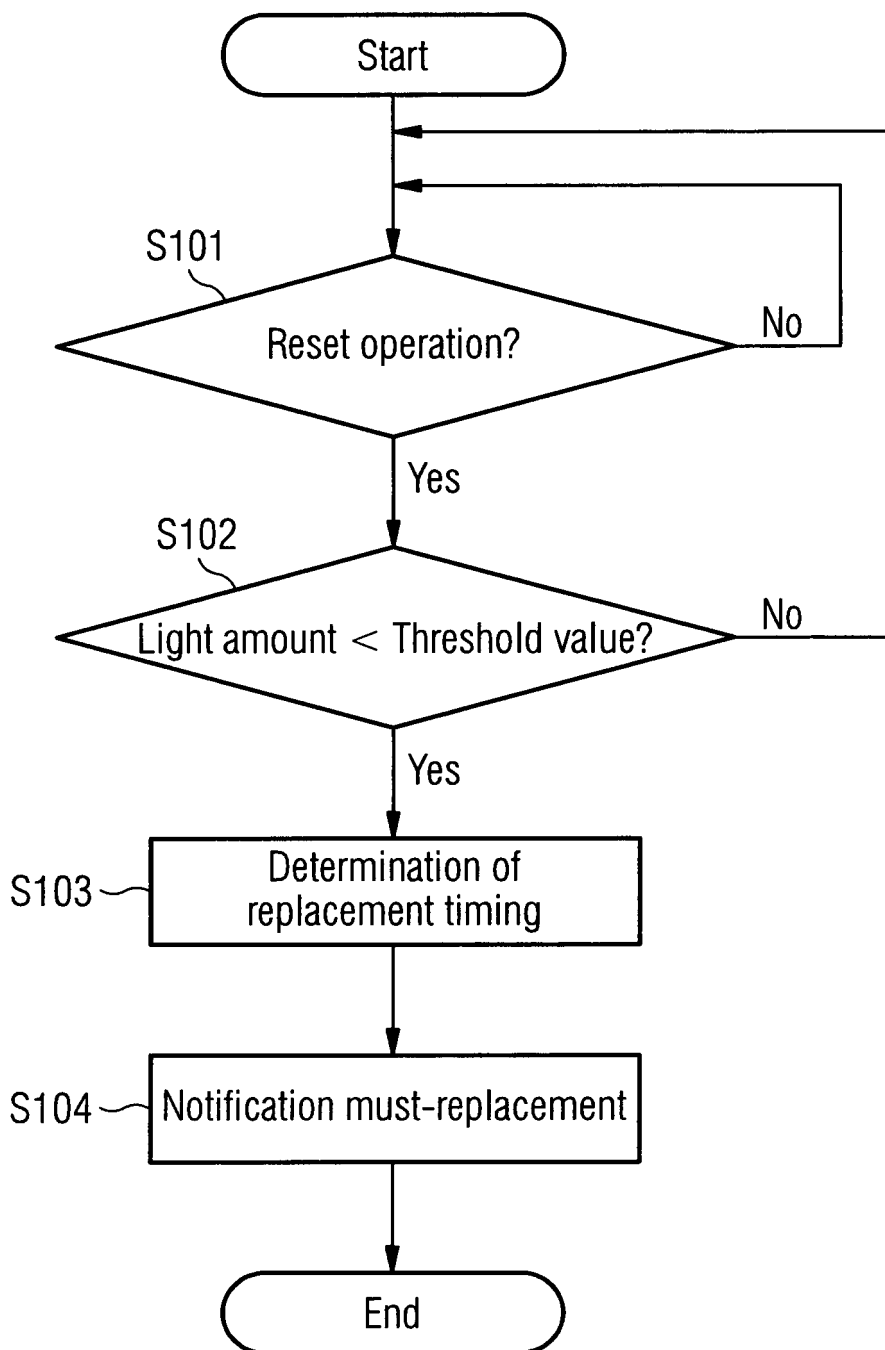 Start
S101
Reset operation?
No
Yes
S102
Light amount < Threshold value?
No
Yes
S103
Determination of
replacement timing
S104
Notification must-replacement
End